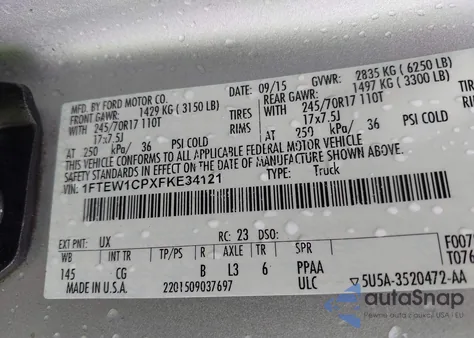 MFD. BY FORD MOTOR CO. DATE: 09/15 GVWR: 2835 KG ( 6250 LB)
FRONT GAWR: 1429 KG ( 3150 LB) REAR GAWR: 1497 KG ( 3300 LB)
WITH 245/70R17 110T TIRES WITH 245/70R17 110T
17x7.5J RIMS 17x7.5J
AT 250 kPa/ 36 PSI COLD AT 250 kPa/ 36 PSI COLD
THIS VEHICLE CONFORMS TO ALL APPLICABLE FEDERAL MOTOR VEHICLE
SAFETY STANDARDS IN EFFECT ON THE DATE OF MANUFACTURE SHOWN ABOVE.
VIN: 1FTEW1CPXFKE34121 TYPE: Truck
EXT PNT: UX RC: 23 DSO:
WB INT TR TP/PS R AXLE TR SPR
145 CG B L3 6 PPAA
MADE IN U.S.A. 2201509037697 ULC ▽5U5A-3520472-AA
F007
T076
autoSnap